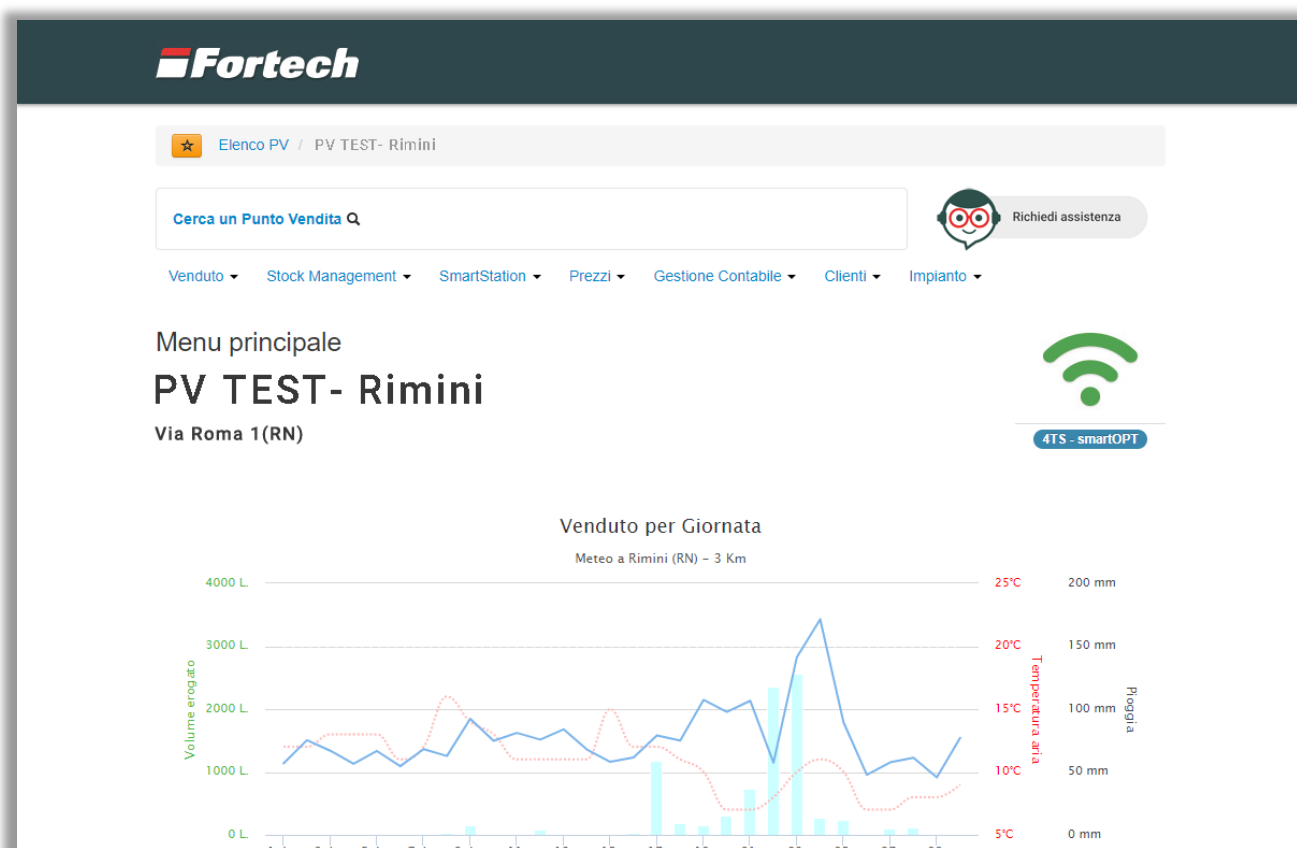 Fortech
Elenco PV / PV TEST- Rimini
Cerca un Punto Vendita
Richiedi assistenza
Venduto Stock Management SmartStation Prezzi Gestione Contabile Clienti Impianto
Menu principale
PV TEST- Rimini
Via Roma 1(RN)
4TS - smartOPT
Venduto per Giornata
Meteo a Rimini (RN) – 3 Km
4000 L. 25°C 200 mm
3000 L. 20°C 150 mm
2000 L. 15°C 100 mm
1000 L. 10°C 50 mm
0 L. 5°C 0 mm
Volume erogato
Temperatura aria
Pioggia